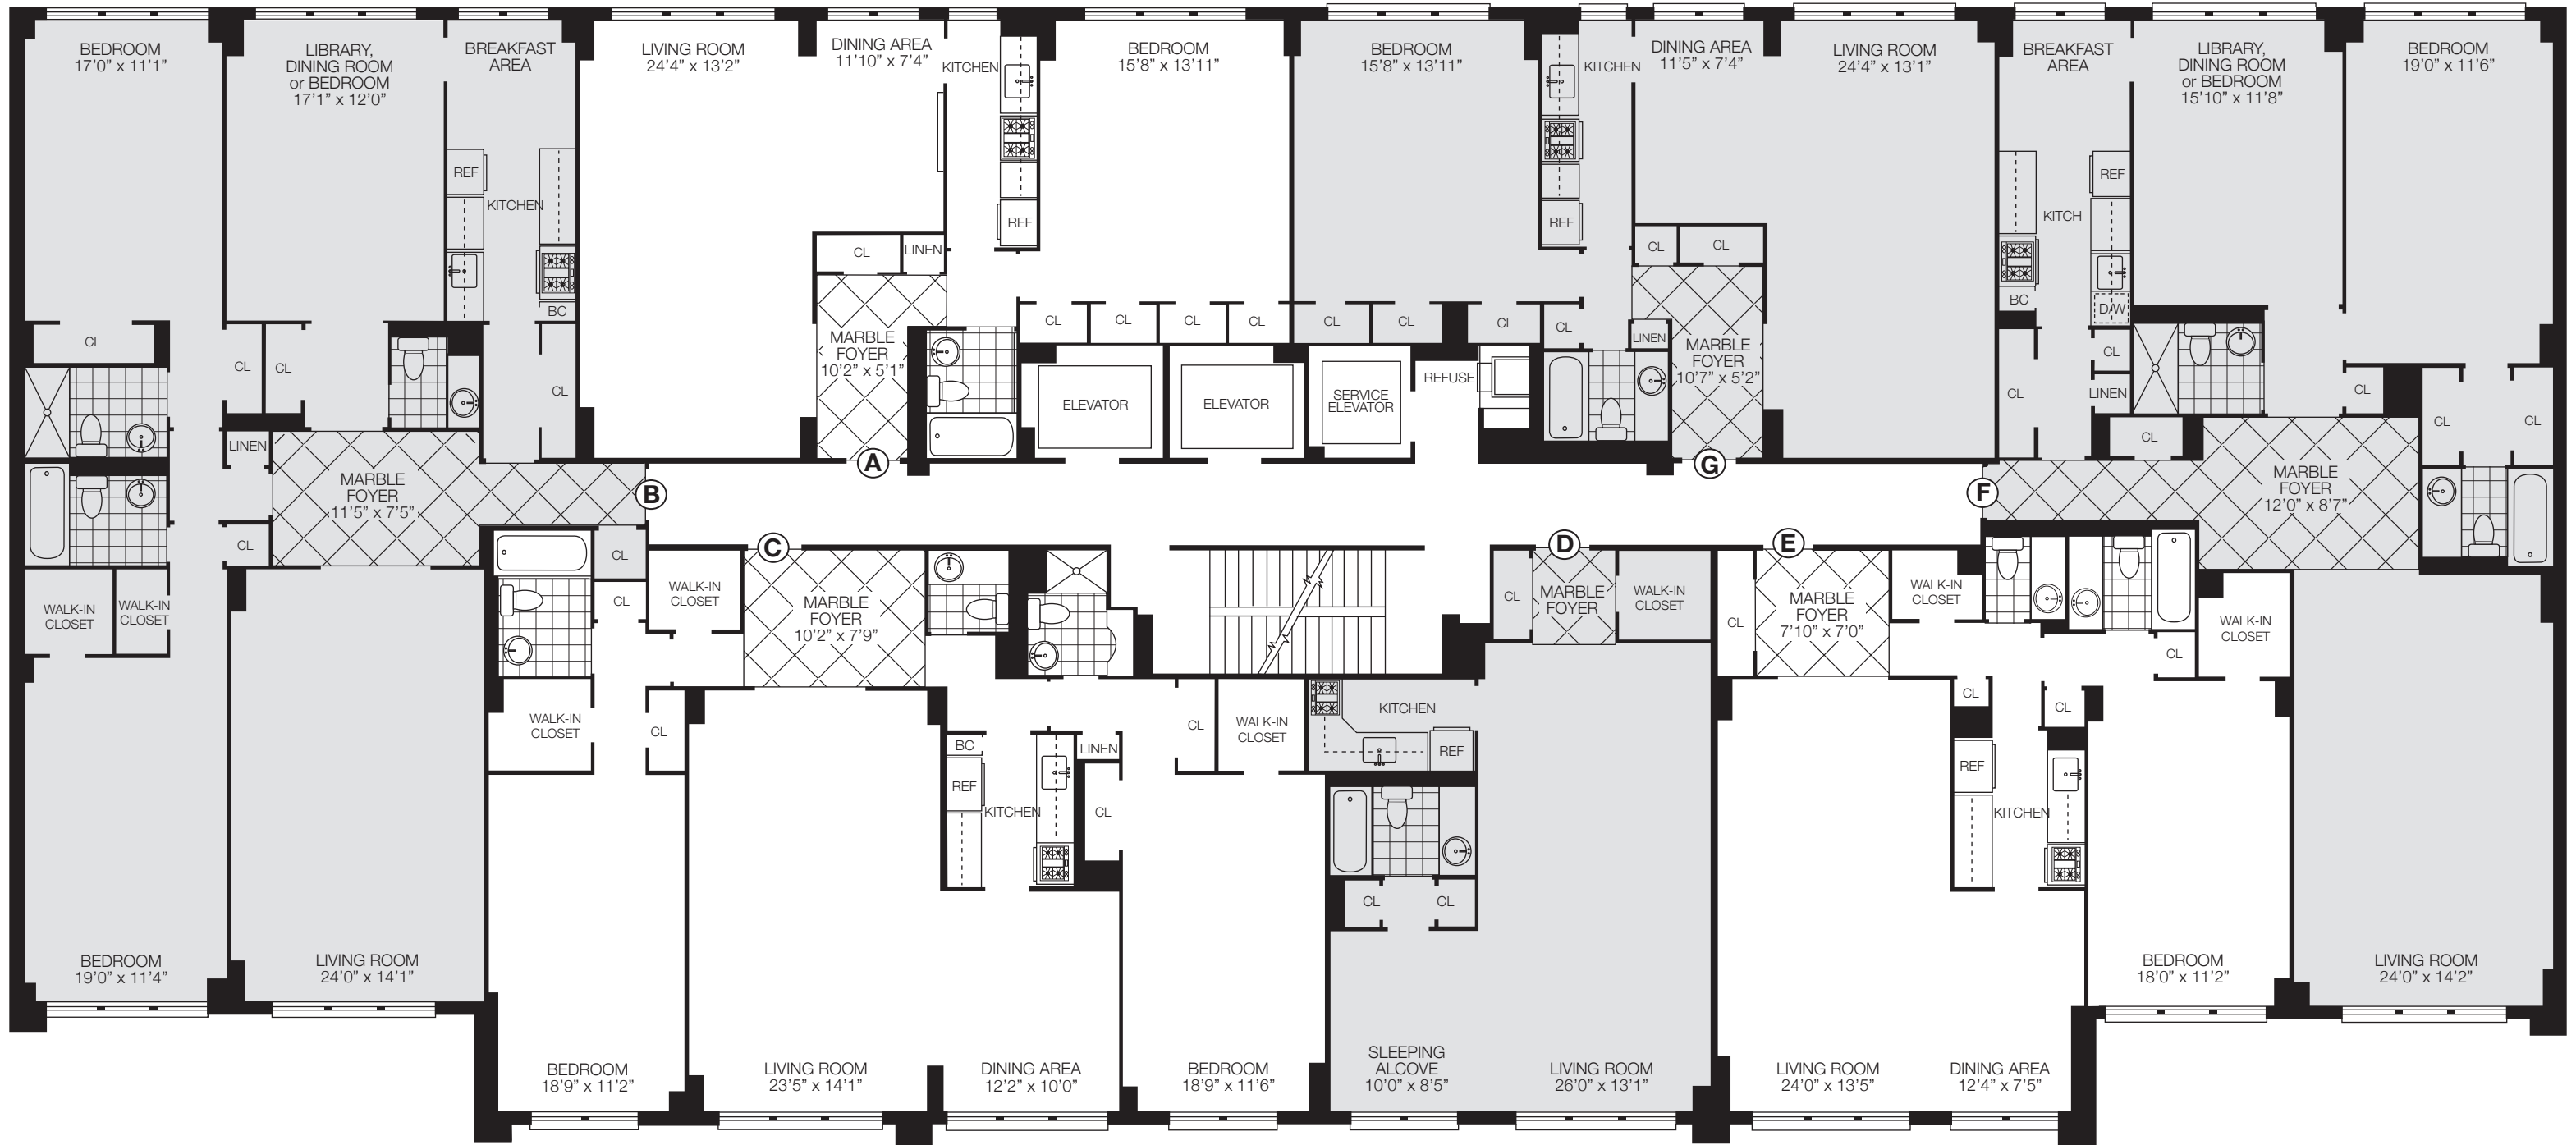 BEDROOM
17’0” x 11’1”
LIBRARY,
DINING ROOM
or BEDROOM
17’1” x 12’0”
BREAKFAST
AREA
REF
KITCHEN
BC
CL
CL
CL
CL
LINEN
MARBLE
FOYER
11’5” x 7’5”
B
CL
CL
WALK-IN
CLOSET
WALK-IN
CLOSET
BEDROOM
19’0” x 11’4”
LIVING ROOM
24’0” x 14’1”
LIVING ROOM
24’4” x 13’2”
DINING AREA
11’10” x 7’4”
KITCHEN
REF
BEDROOM
15’8” x 13’11”
CL
LINEN
CL
CL
CL
CL
MARBLE
FOYER
10’2” x 5’1”
A
ELEVATOR
ELEVATOR
SERVICE
ELEVATOR
REFUSE
BEDROOM
15’8” x 13’11”
KITCHEN
REF
DINING AREA
11’5” x 7’4”
LIVING ROOM
24’4” x 13’1”
CL
CL
CL
CL
CL
CL
LINEN
MARBLE
FOYER
10’7” x 5’2”
G
BREAKFAST
AREA
REF
KITCH
BC
D/W
LIBRARY,
DINING ROOM
or BEDROOM
15’10” x 11’8”
BEDROOM
19’0” x 11’6”
CL
CL
LINEN
CL
CL
CL
CL
F
MARBLE
FOYER
12’0” x 8’7”
LIVING ROOM
24’0” x 14’2”
C
CL
WALK-IN
CLOSET
MARBLE
FOYER
10’2” x 7’9”
WALK-IN
CLOSET
CL
BC
REF
KITCHEN
LINEN
CL
CL
WALK-IN
CLOSET
BEDROOM
18’9” x 11’2”
LIVING ROOM
23’5” x 14’1”
DINING AREA
12’2” x 10’0”
BEDROOM
18’9” x 11’6”
D
CL
MARBLE
FOYER
WALK-IN
CLOSET
KITCHEN
REF
CL
CL
SLEEPING
ALCOVE
10’0” x 8’5”
LIVING ROOM
26’0” x 13’1”
E
CL
MARBLE
FOYER
7’10” x 7’0”
WALK-IN
CLOSET
CL
WALK-IN
CLOSET
CL
CL
REF
KITCHEN
BEDROOM
18’0” x 11’2”
LIVING ROOM
24’0” x 13’5”
DINING AREA
12’4” x 7’5”